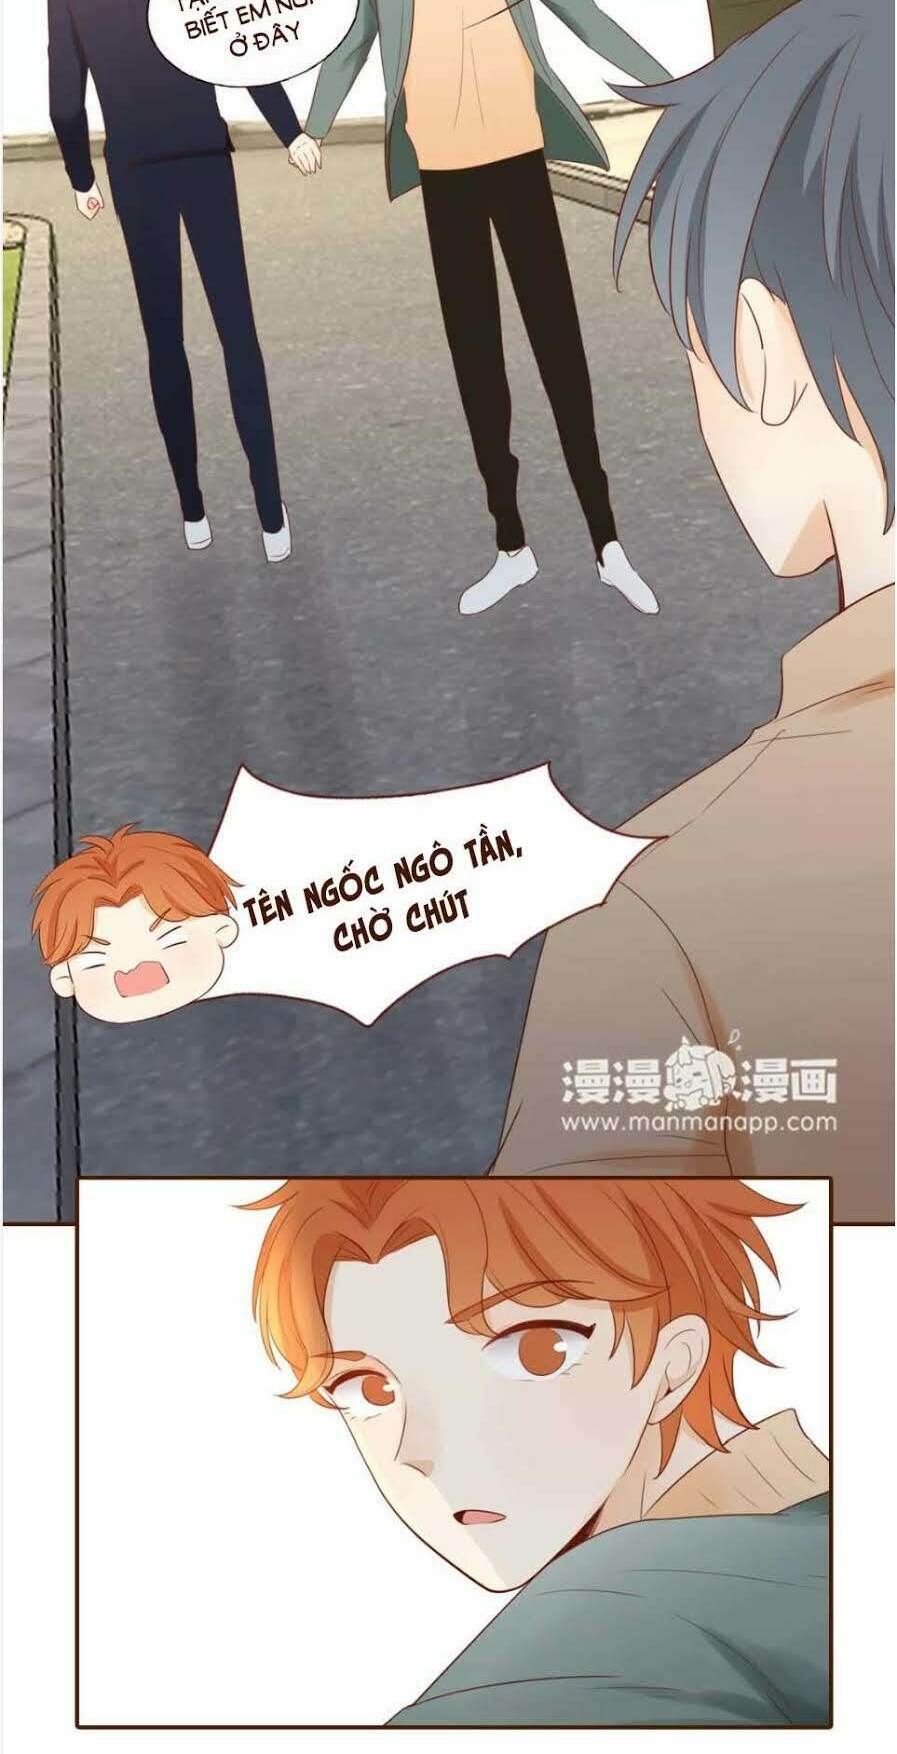 BIẾT EM
Ở ĐÂY
TÊN NGỐC NGÔ TẦN,
CHỜ CHÚT
漫漫漫画
www.manmanapp.com